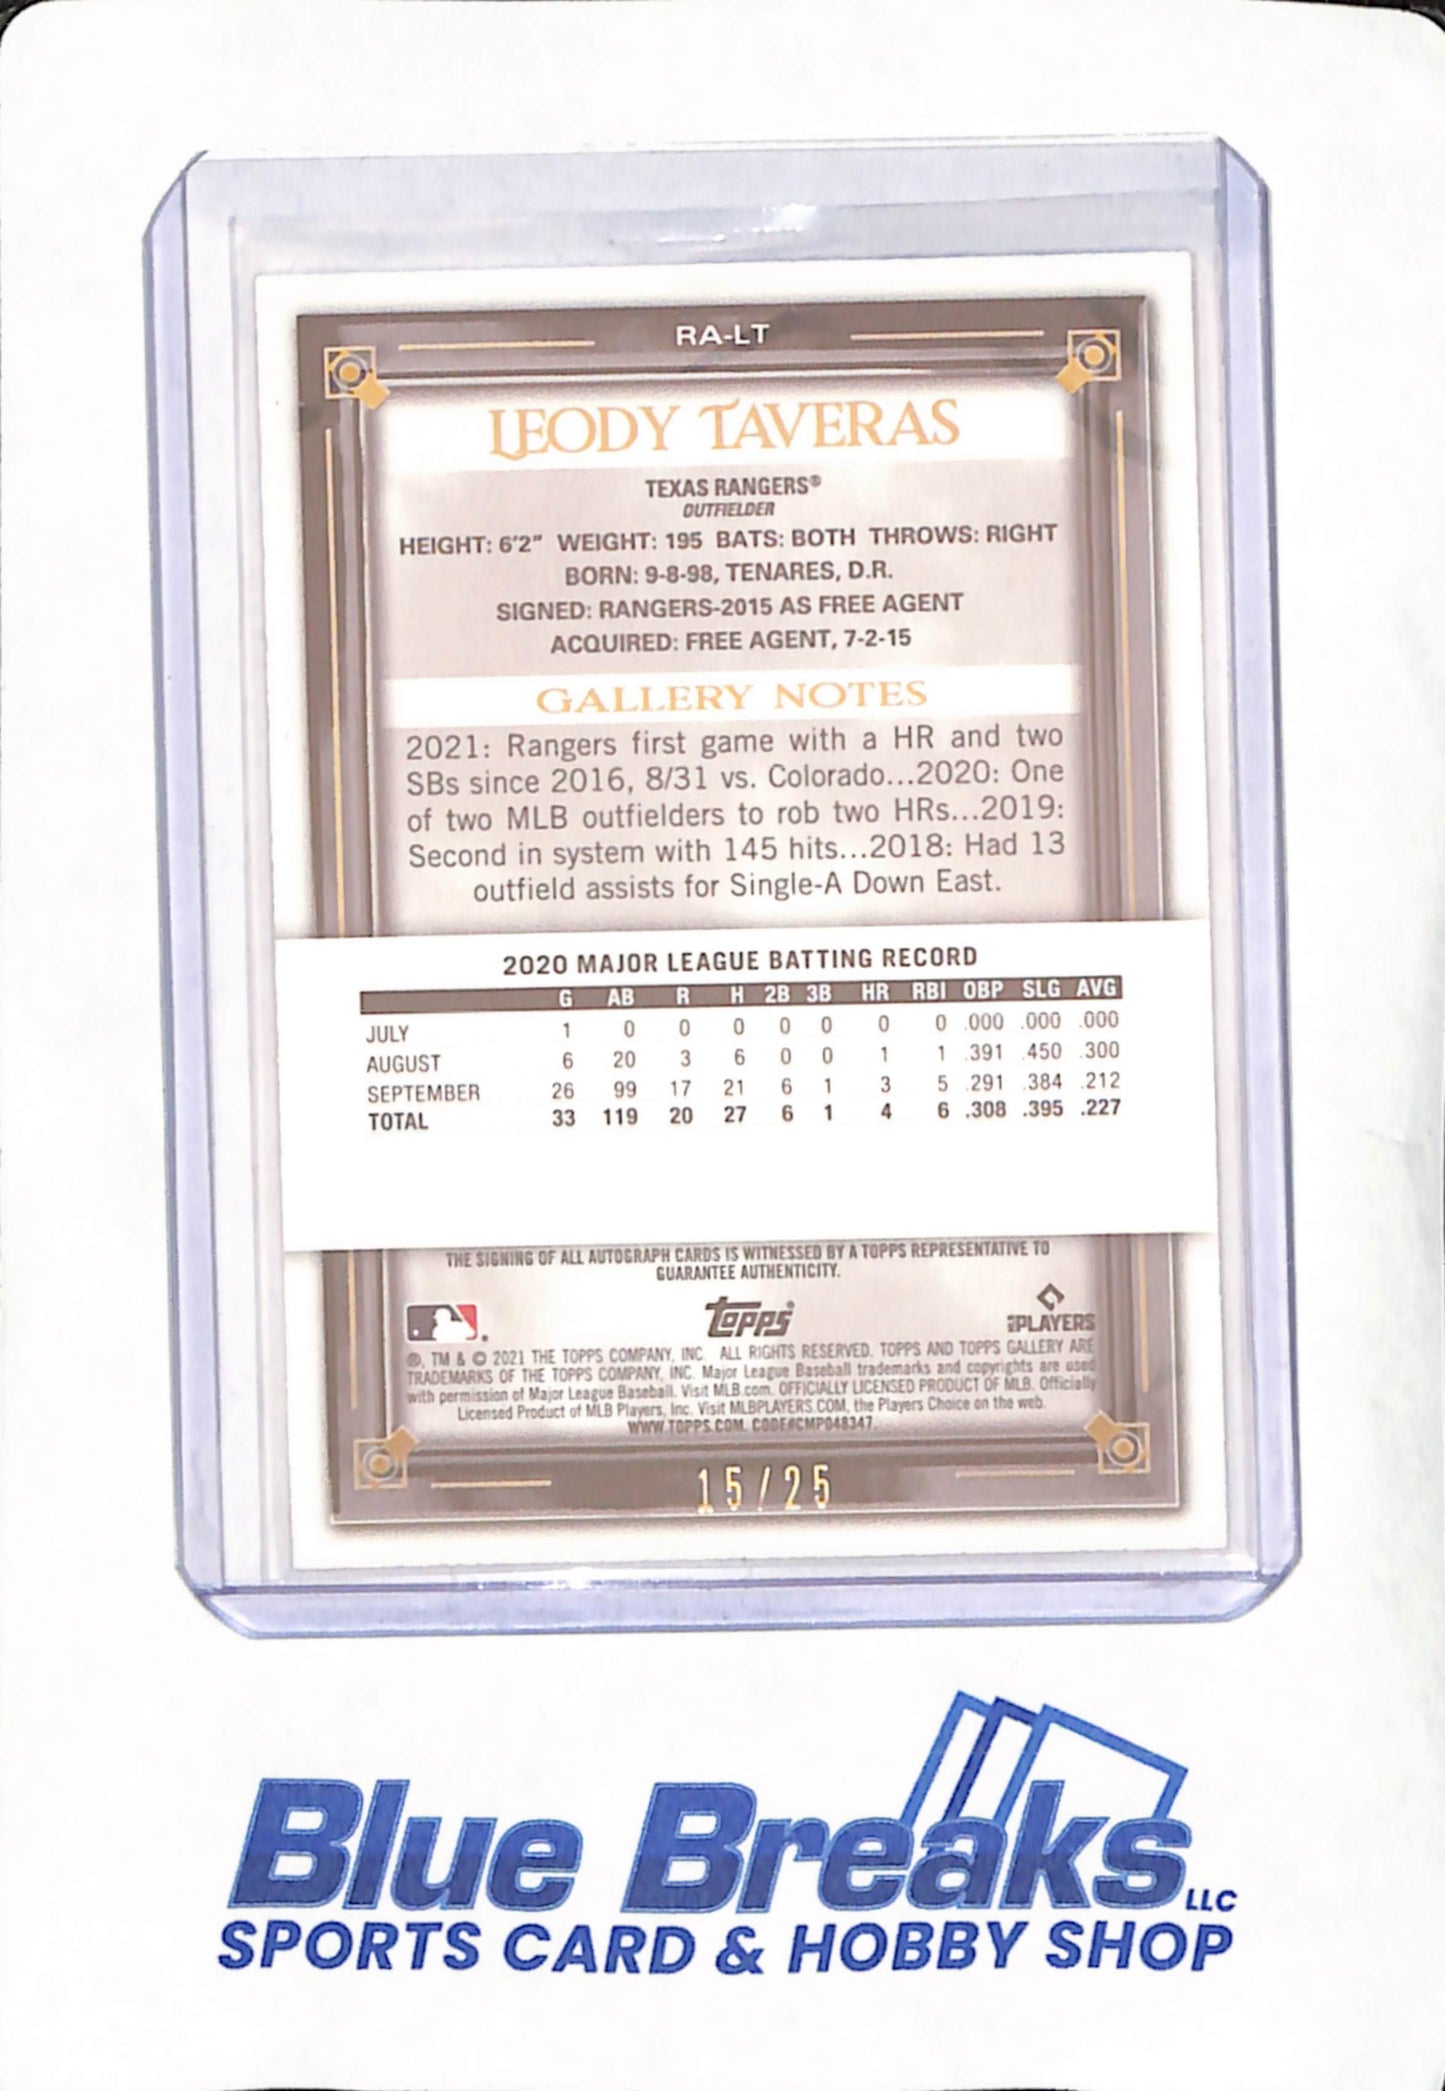 RA-LT
LEODY TAVERAS
TEXAS RANGERS®
OUTFIELDER
HEIGHT: 6'2" WEIGHT: 195 BATS: BOTH THROWS: RIGHT
BORN: 9-8-98, TENARES, D.R.
SIGNED: RANGERS-2015 AS FREE AGENT
ACQUIRED: FREE AGENT, 7-2-15
GALLERY NOTES
2021: Rangers first game with a HR and two
SBs since 2016, 8/31 vs. Colorado...2020: One
of two MLB outfielders to rob two HRs...2019:
Second in system with 145 hits...2018: Had 13
outfield assists for Single-A Down East.
2020 MAJOR LEAGUE BATTING RECORD
G AB R H 2B 3B HR RBI OBP SLG AVG
JULY 1 0 0 0 0 0 0 0 .000 .000 .000
AUGUST 6 20 3 6 0 0 1 1 .391 .450 .300
SEPTEMBER 26 99 17 21 6 1 3 5 .291 .384 .212
TOTAL 33 119 20 27 6 1 4 6 .308 .395 .227
THE SIGNING OF ALL AUTOGRAPH CARDS IS WITNESSED BY A TOPPS REPRESENTATIVE TO
GUARANTEE AUTHENTICITY.
Topps
MLB PLAYERS
®, TM & © 2021 THE TOPPS COMPANY, INC. ALL RIGHTS RESERVED. TOPPS AND TOPPS GALLERY ARE
TRADEMARKS OF THE TOPPS COMPANY, INC. Major League Baseball trademarks and copyrights are used
with permission of Major League Baseball. Visit MLB.com. OFFICIALLY LICENSED PRODUCT OF MLB. Officially
Licensed Product of MLB Players, Inc. Visit MLBPLAYERS.COM, the Players Choice on the web.
WWW.TOPPS.COM. CODE#CMP048347
15/25
Blue Breaks LLC
SPORTS CARD & HOBBY SHOP